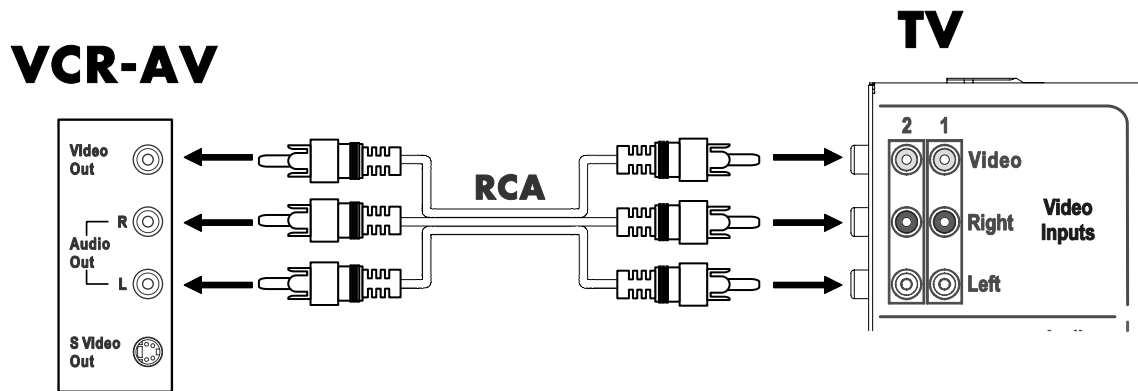 TV
VCR-AV
2 1
Video
Out
Video
RCA
R
Right
Video
Inputs
Audio
Out
L
Left
S Video
Out